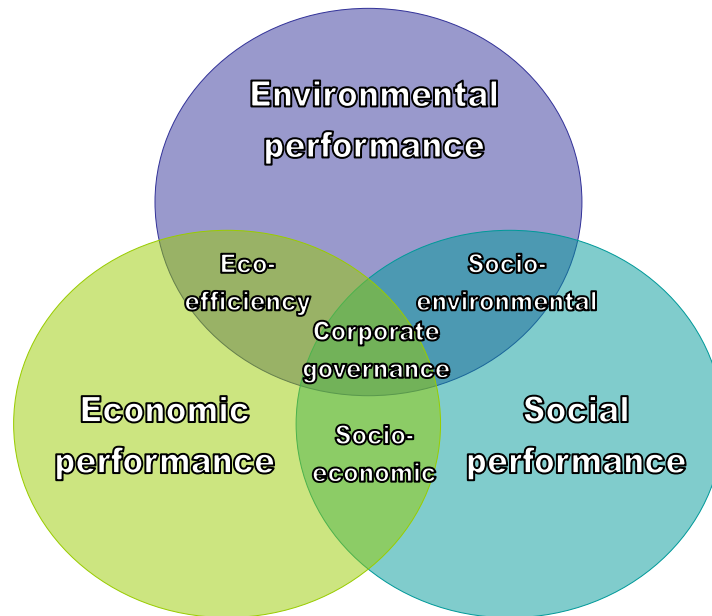 Environmental
performance
Eco-
efficiency
Socio-
environmental
Corporate
governance
Economic
performance
Socio-
economic
Social
performance